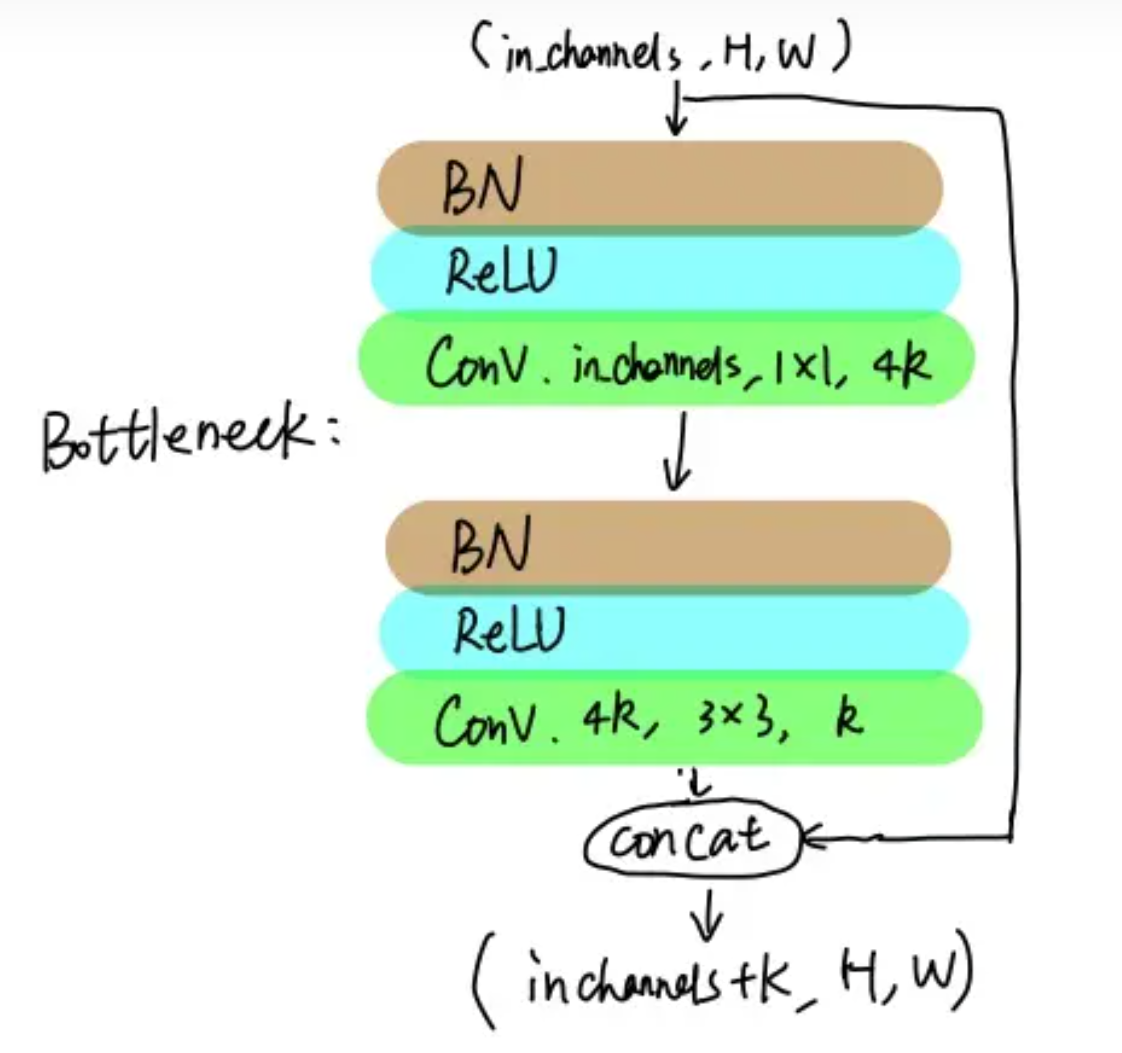 (in_channels, H, W)
BN
ReLU
Conv. in_channels, 1×1, 4k
Bottleneck:
BN
ReLU
Conv. 4k, 3×3, k
concat
(inchannels+k, H, W)